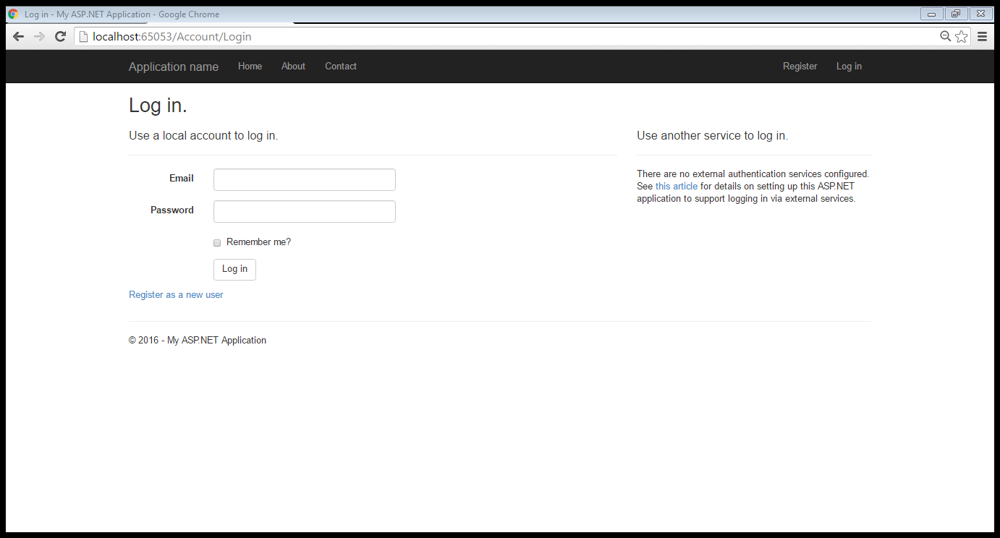 Log in - My ASP.NET Application - Google Chrome
localhost:65053/Account/Login
Application name Home About Contact Register Log in
Log in.
Use a local account to log in.
Email
Password
Remember me?
Log in
Register as a new user
Use another service to log in.
There are no external authentication services configured.
See this article for details on setting up this ASP.NET
application to support logging in via external services.
© 2016 - My ASP.NET Application